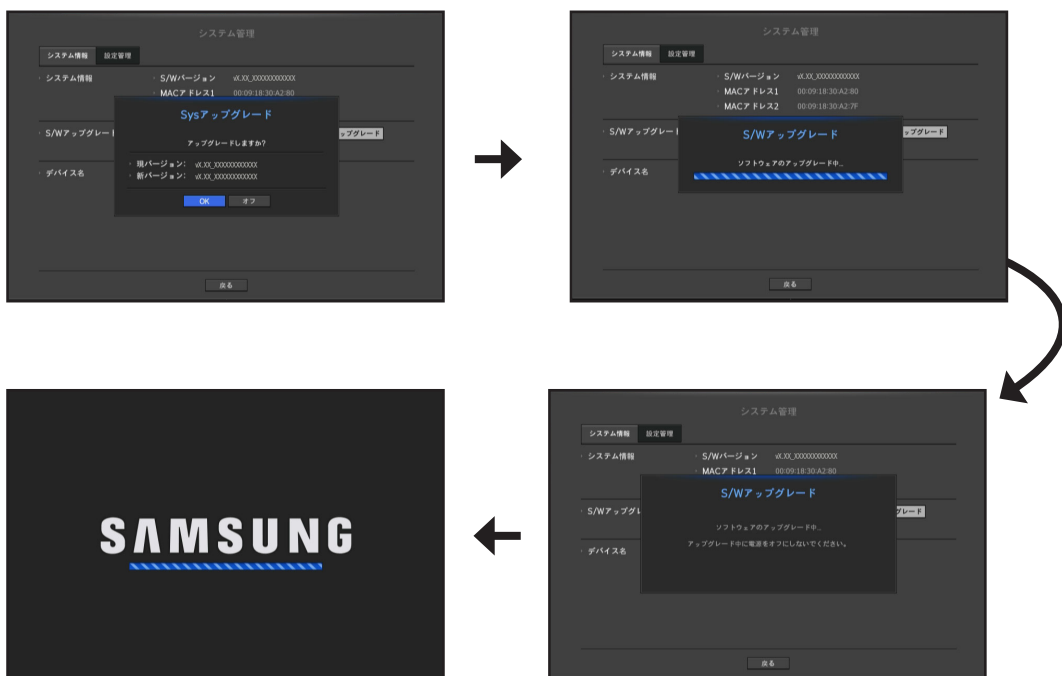 システム管理
システム情報 設定管理
システム情報 S/Wバージョン vX.XX_XXXXXXXXXXXX
MACアドレス1 00:09:18:30:A2:80
Sysアップグレード
アップグレードしますか?
S/Wアップグレード
ップグレード
現バージョン: vX.XX_XXXXXXXXXXXX
新バージョン: vX.XX_XXXXXXXXXXXX
デバイス名
OK オフ
戻る
システム管理
システム情報 設定管理
システム情報 S/Wバージョン vX.XX_XXXXXXXXXXXX
MACアドレス1 00:09:18:30:A2:80
MACアドレス2 00:09:18:30:A2:7F
S/Wアップグレード
ップグレード
S/Wアップグレード
ソフトウェアのアップグレード中...
デバイス名
戻る
システム管理
システム情報 設定管理
システム情報 S/Wバージョン vX.XX_XXXXXXXXXXXX
MACアドレス1 00:09:18:30:A2:80
S/Wアップグレード
S/Wアップグレ
グレード
ソフトウェアのアップグレード中...
アップグレード中に電源をオフにしないでください。
デバイス名
戻る
SAMSUNG